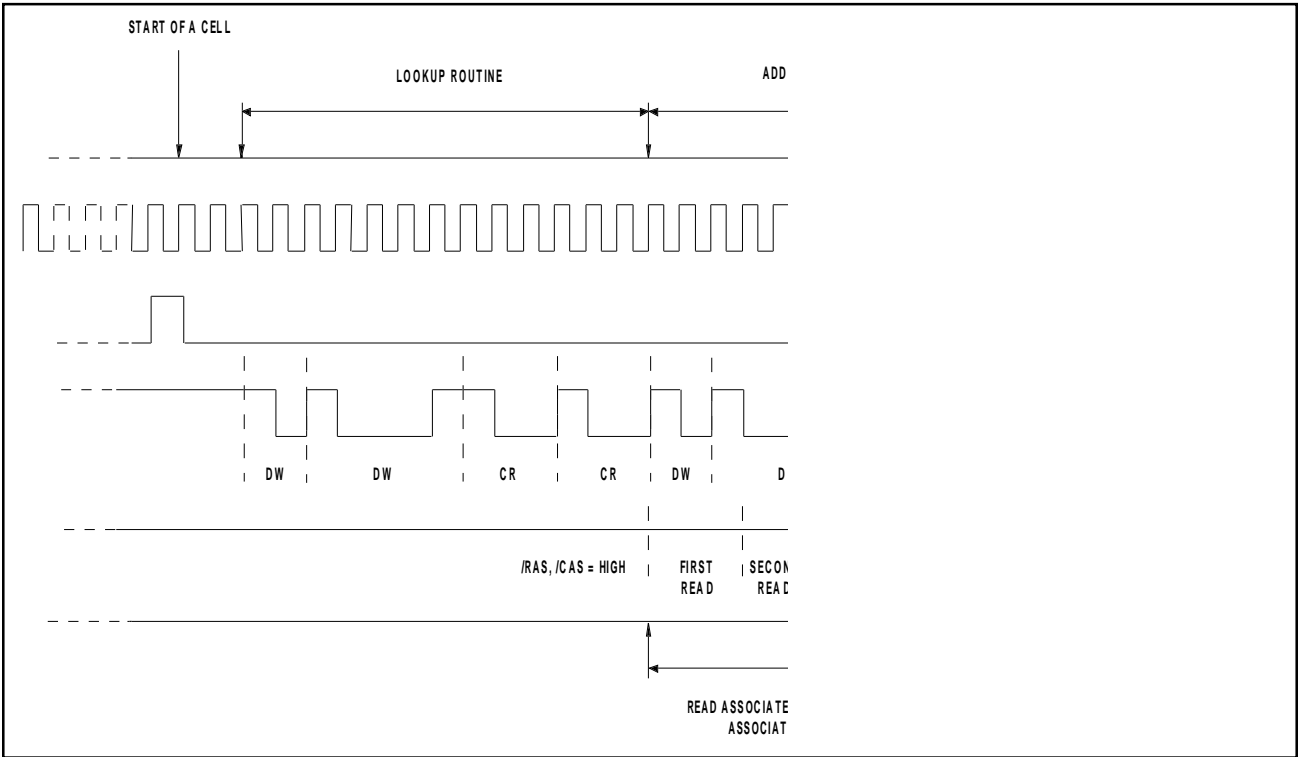 START OF A CELL
LOOKUP ROUTINE ADD
DW DW CR CR DW D
/RAS, /CAS = HIGH FIRST READ SECON READ
READ ASSOCIATE
ASSOCIAT